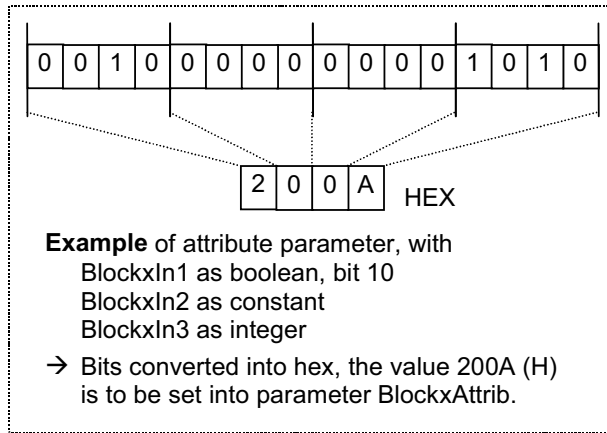 0 0 1 0 0 0 0 0 0 0 0 0 1 0 1 0
2 0 0 A HEX
Example of attribute parameter, with
BlockxIn1 as boolean, bit 10
BlockxIn2 as constant
BlockxIn3 as integer
→ Bits converted into hex, the value 200A (H)
is to be set into parameter BlockxAttrib.